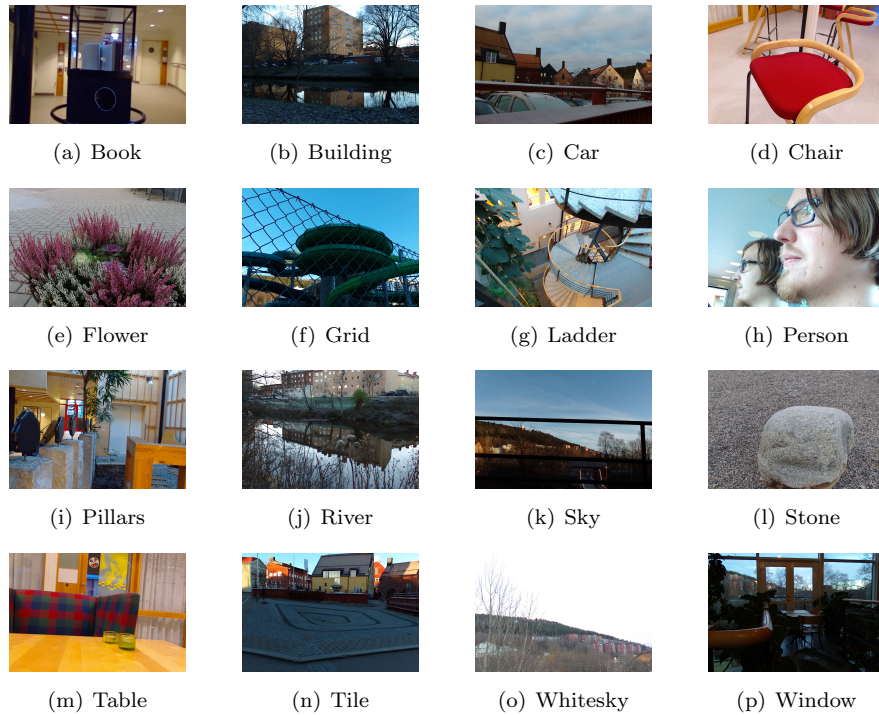 (a) Book
(b) Building
(c) Car
(d) Chair
(e) Flower
(f) Grid
(g) Ladder
(h) Person
(i) Pillars
(j) River
(k) Sky
(l) Stone
(m) Table
(n) Tile
(o) Whitesky
(p) Window